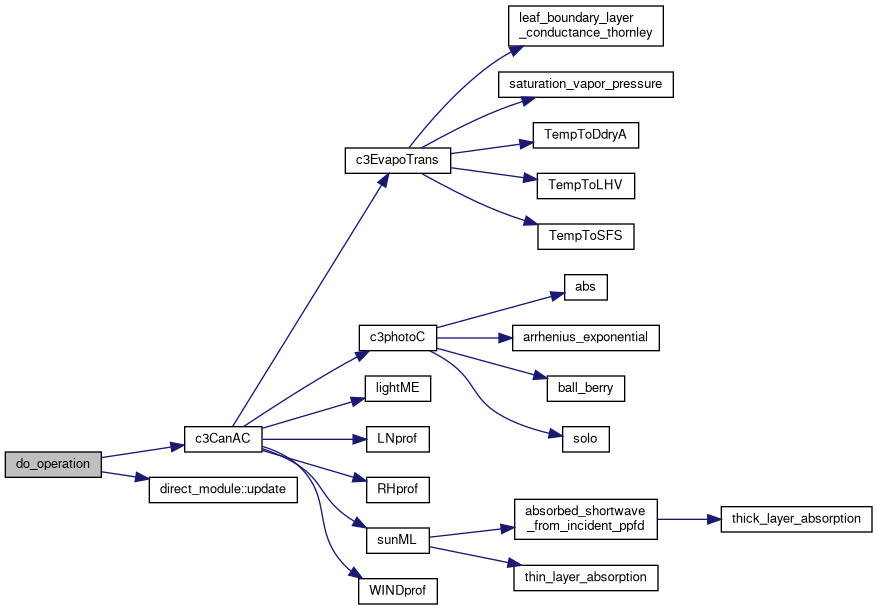 leaf_boundary_layer
_conductance_thornley
saturation_vapor_pressure
TempToDdryA
c3EvapoTrans
TempToLHV
TempToSFS
abs
c3photoC
arrhenius_exponential
lightME
ball_berry
c3CanAC
LNprof
solo
do_operation
direct_module::update
RHprof
absorbed_shortwave
_from_incident_ppfd
thick_layer_absorption
sunML
thin_layer_absorption
WINDprof